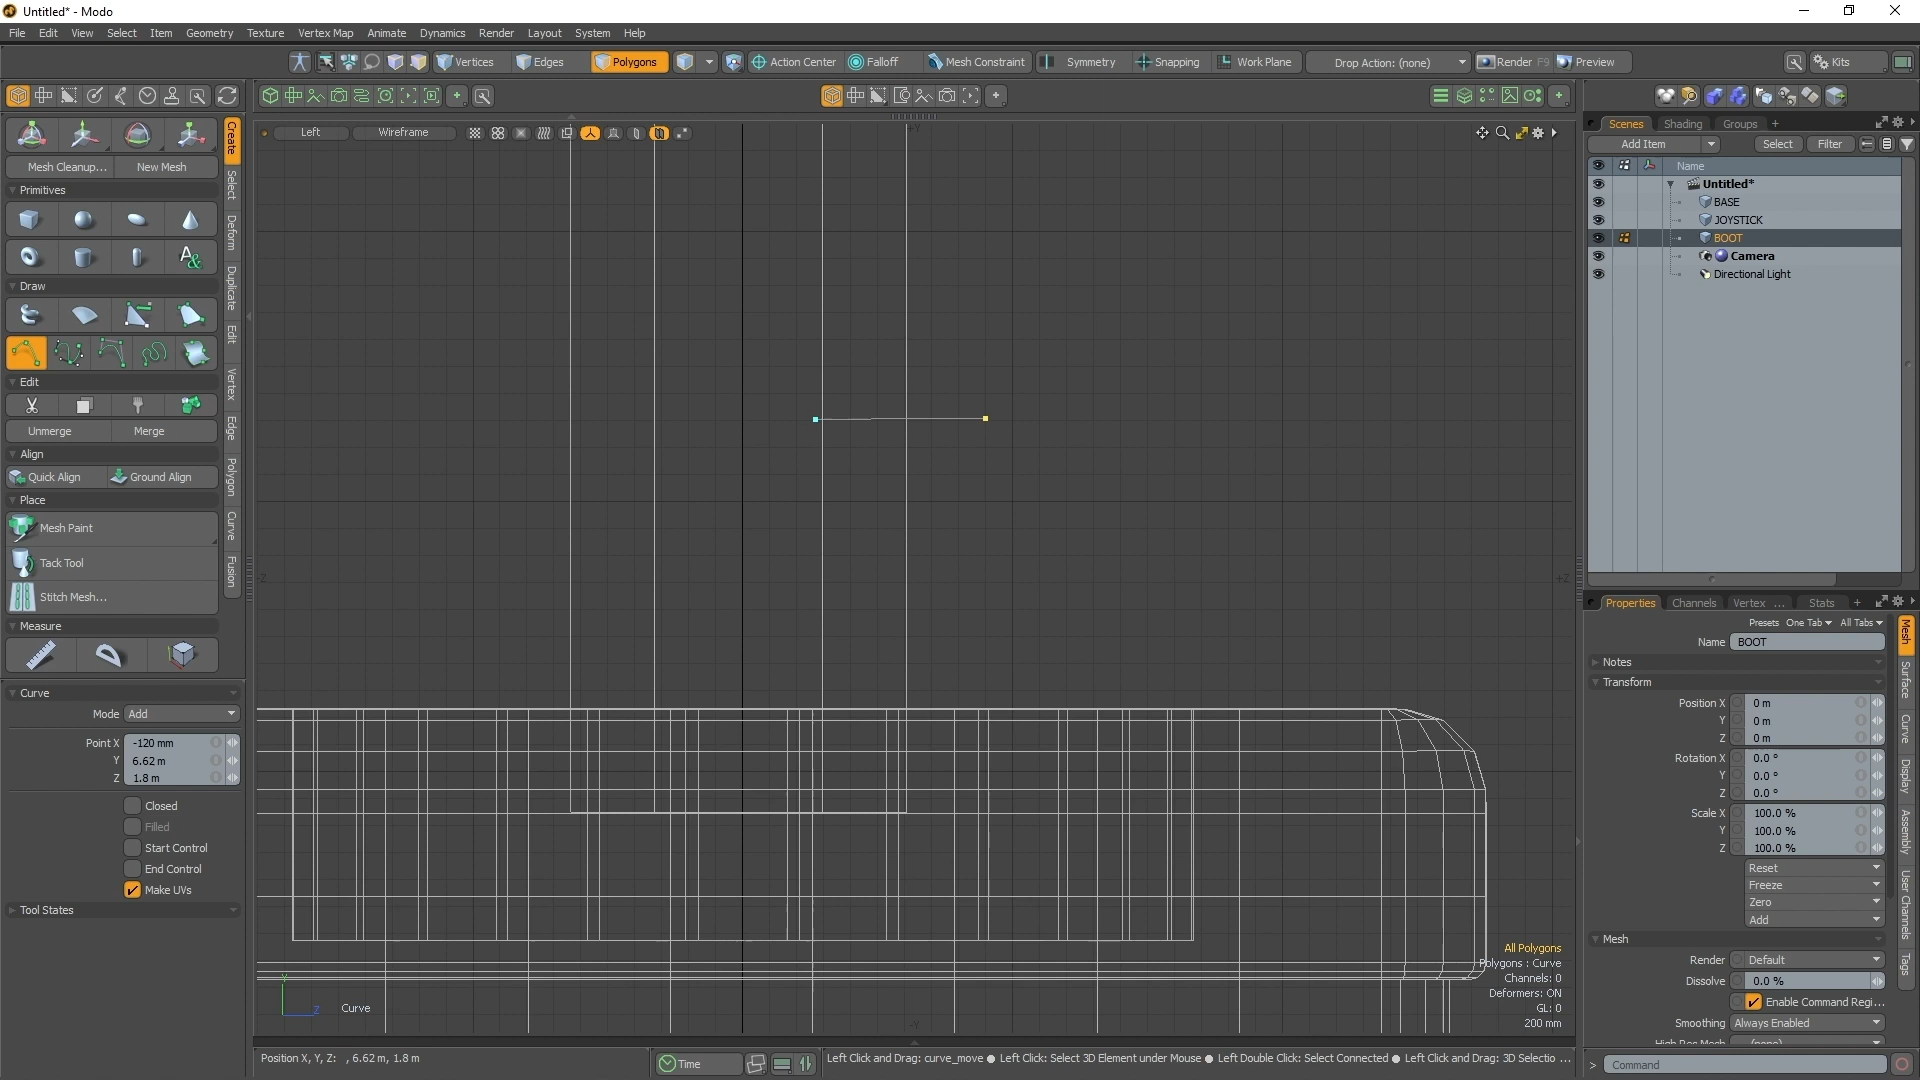 Untitled* - Modo
File Edit View Select Item Geometry Texture Vertex Map Animate Dynamics Render Layout System Help
Vertices Edges Polygons Action Center Falloff Mesh Constraint Symmetry Snapping Work Plane Drop Action: (none) Render F9 Preview Kits
Left Wireframe
Scenes Shading Groups +
Add Item Select Filter
Name
Untitled*
BASE
JOYSTICK
BOOT
Camera
Directional Light
Mesh Cleanup... New Mesh
Primitives
Draw
Edit
Unmerge Merge
Align
Quick Align Ground Align
Place
Mesh Paint
Tack Tool
Stitch Mesh...
Measure
Create
Select
Deform
Duplicate
Edit
Vertex
Edge
Polygon
Curve
Fusion
Curve
Mode Add
Point X -120 mm
Y 6.62 m
Z 1.8 m
Closed
Filled
Start Control
End Control
Make UVs
Tool States
+Y
-Z
+Z
-Y
Y
Z
Curve
All Polygons
Polygons : Curve
Channels: 0
Deformers: ON
GL: 0
200 mm
Properties Channels Vertex ... Stats +
Presets One Tab All Tabs
Name BOOT
Notes
Transform
Position X 0 m
Y 0 m
Z 0 m
Rotation X 0.0 °
Y 0.0 °
Z 0.0 °
Scale X 100.0 %
Y 100.0 %
Z 100.0 %
Reset
Freeze
Zero
Add
Mesh
Render Default
Dissolve 0.0 %
Enable Command Regi...
Smoothing Always Enabled
Mesh
Surface
Curve
Display
Assembly
User Channels
Tags
Position X, Y, Z: , 6.62 m, 1.8 m
Time
Left Click and Drag: curve_move ● Left Click: Select 3D Element under Mouse ● Left Double Click: Select Connected ● Left Click and Drag: 3D Selectio ...
> Command